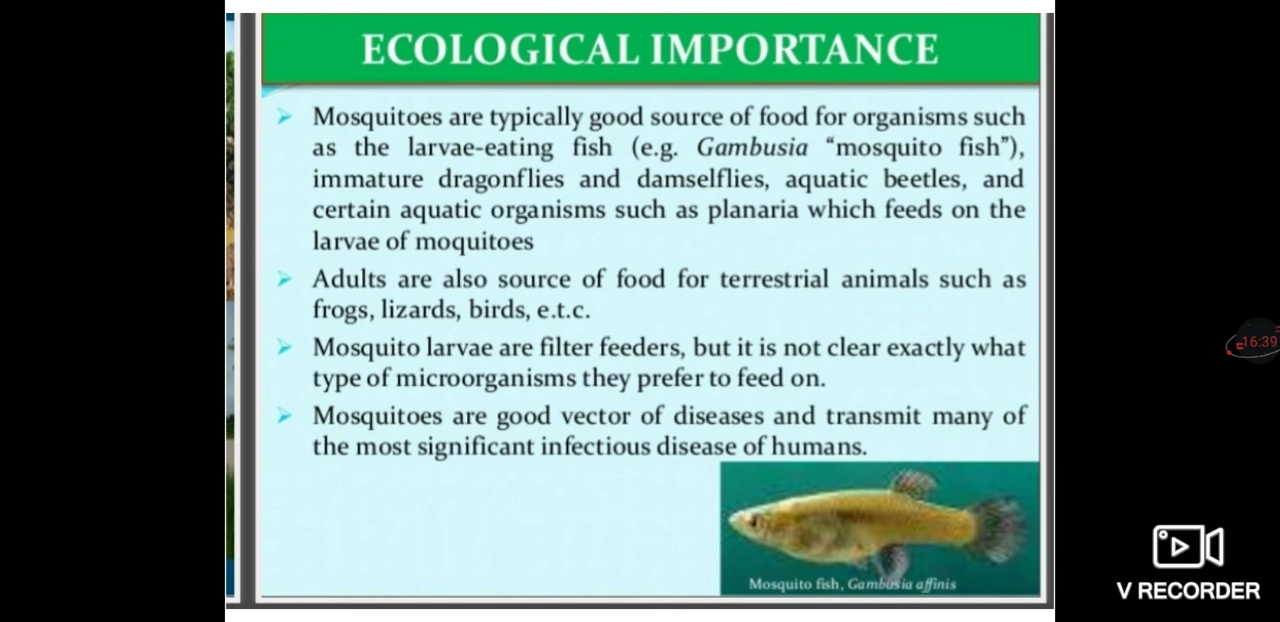 ECOLOGICAL IMPORTANCE
Mosquitoes are typically good source of food for organisms such
as the larvae-eating fish (e.g. Gambusia “mosquito fish”),
immature dragonflies and damselflies, aquatic beetles, and
certain aquatic organisms such as planaria which feeds on the
larvae of moquitoes
Adults are also source of food for terrestrial animals such as
frogs, lizards, birds, e.t.c.
Mosquito larvae are filter feeders, but it is not clear exactly what
type of microorganisms they prefer to feed on.
Mosquitoes are good vector of diseases and transmit many of
the most significant infectious disease of humans.
Mosquito fish, Gambusia affinis
16:39
V RECORDER